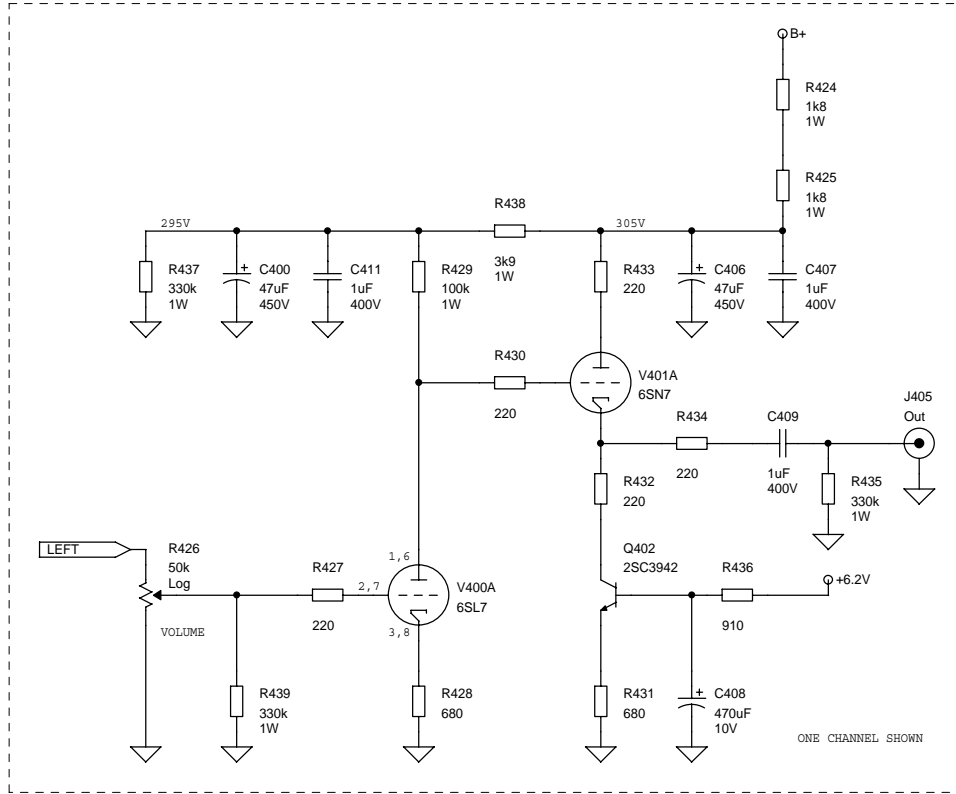 B+
R424
1k8
1W
R425
1k8
1W
R438
295V
305V
3k9
1W
R437
330k
1W
C400
47uF
450V
C411
1uF
400V
R429
100k
1W
R433
220
C406
47uF
450V
C407
1uF
400V
R430
220
V401A
6SN7
J405
Out
R434
220
C409
1uF
400V
R435
330k
1W
R432
220
LEFT
R426
50k
Log
VOLUME
R427
220
1,6
2,7
3,8
V400A
6SL7
Q402
2SC3942
R436
910
+6.2V
R439
330k
1W
R428
680
R431
680
C408
470uF
10V
ONE CHANNEL SHOWN